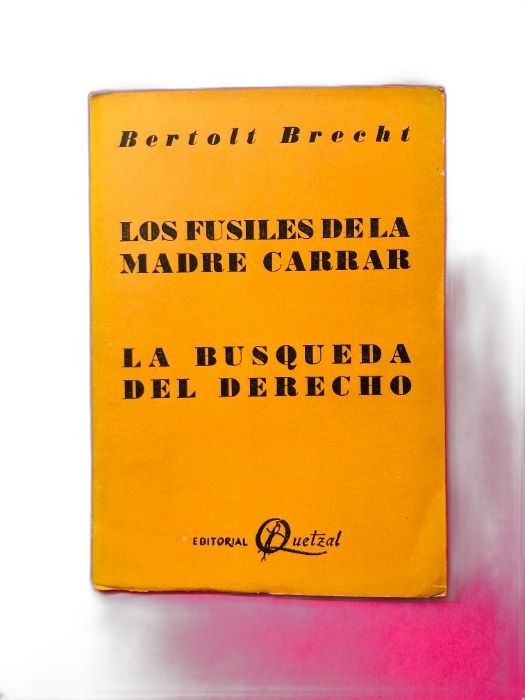 Bertolt Brecht
LOS FUSILES DE LA
MADRE CARRAR
LA BUSQUEDA
DEL DERECHO
EDITORIAL Quetzal